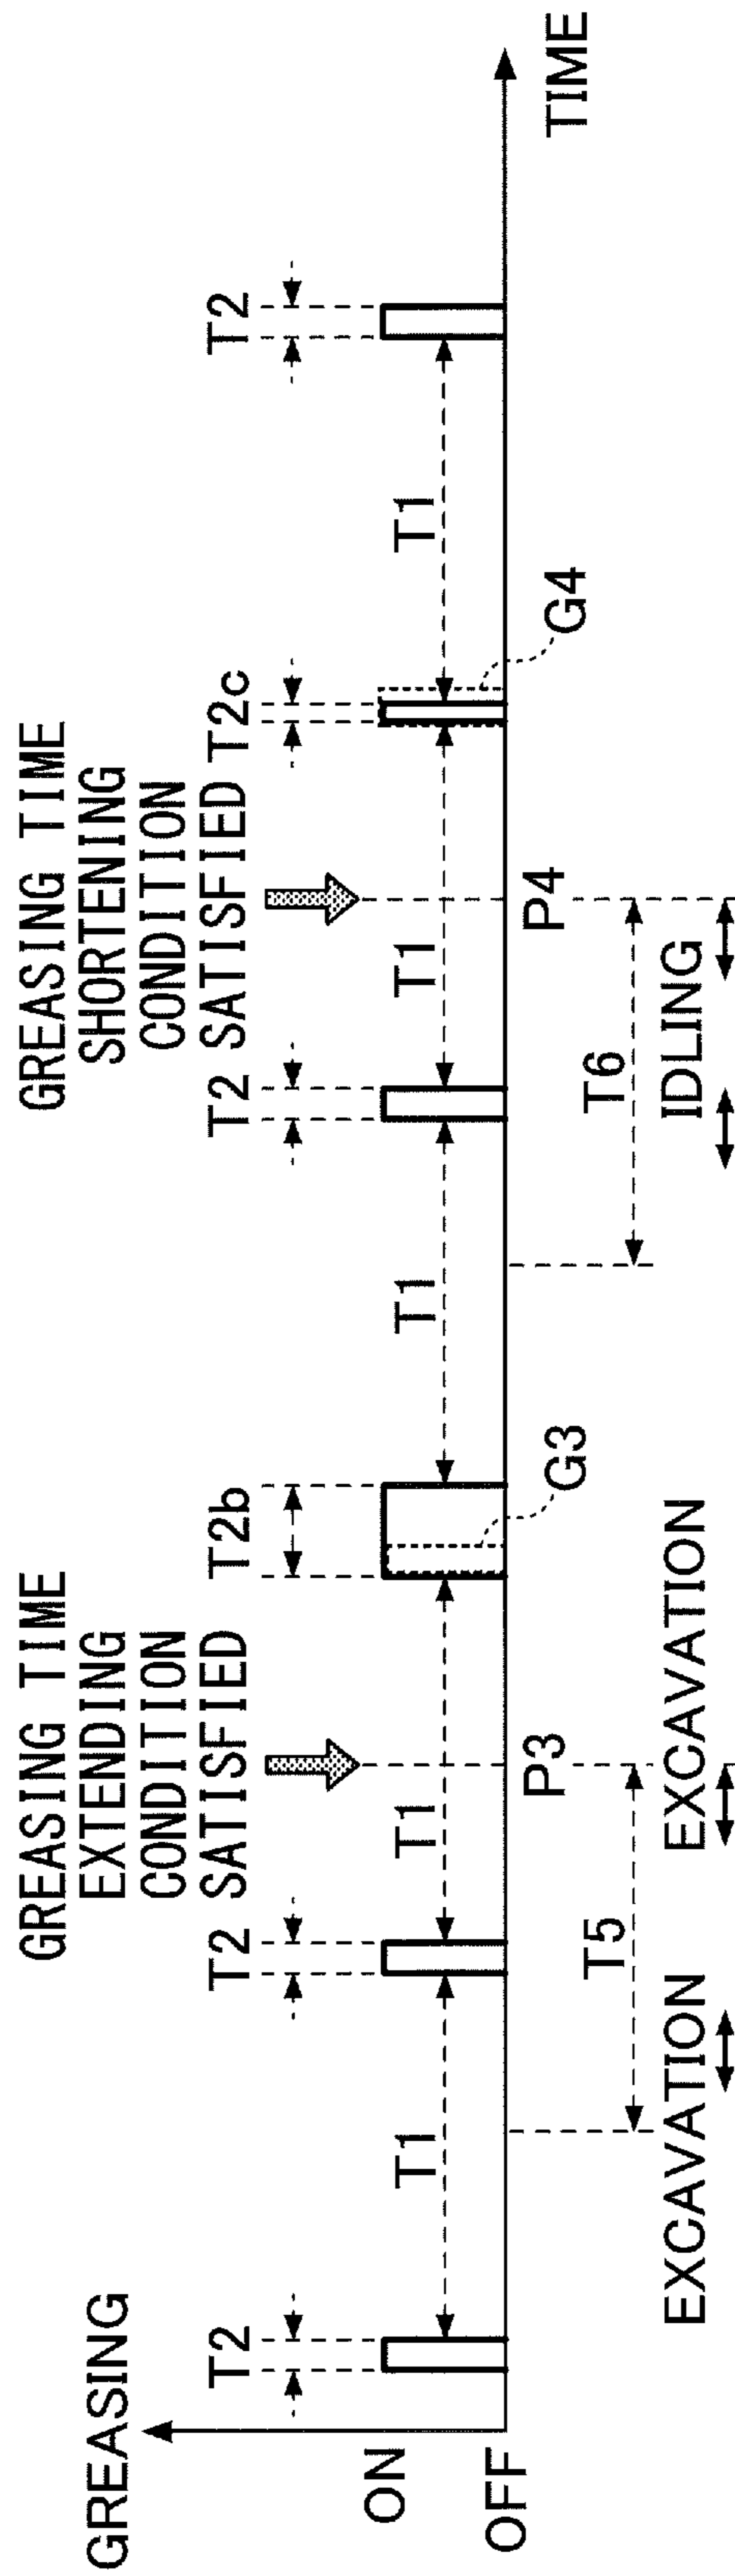 GREASING
ON
OFF
TIME
GREASING TIME
EXTENDING
CONDITION
SATISFIED
GREASING TIME
SHORTENING
CONDITION
SATISFIED
T2
T2
T2b
T2
T2c
T2
T1
T1
T1
T1
T1
P3
G3
P4
G4
T5
T6
EXCAVATION
EXCAVATION
IDLING